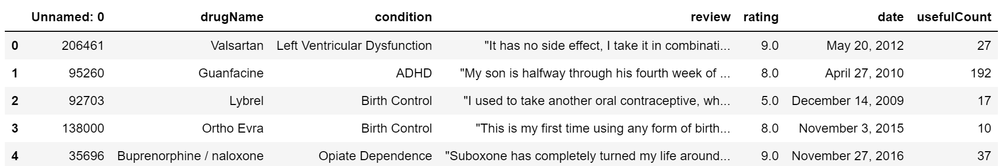 Unnamed: 0 drugName condition review rating date usefulCount
0 206461 Valsartan Left Ventricular Dysfunction "It has no side effect, I take it in combinati... 9.0 May 20, 2012 27
1 95260 Guanfacine ADHD "My son is halfway through his fourth week of ... 8.0 April 27, 2010 192
2 92703 Lybrel Birth Control "I used to take another oral contraceptive, wh... 5.0 December 14, 2009 17
3 138000 Ortho Evra Birth Control "This is my first time using any form of birth... 8.0 November 3, 2015 10
4 35696 Buprenorphine / naloxone Opiate Dependence "Suboxone has completely turned my life around... 9.0 November 27, 2016 37